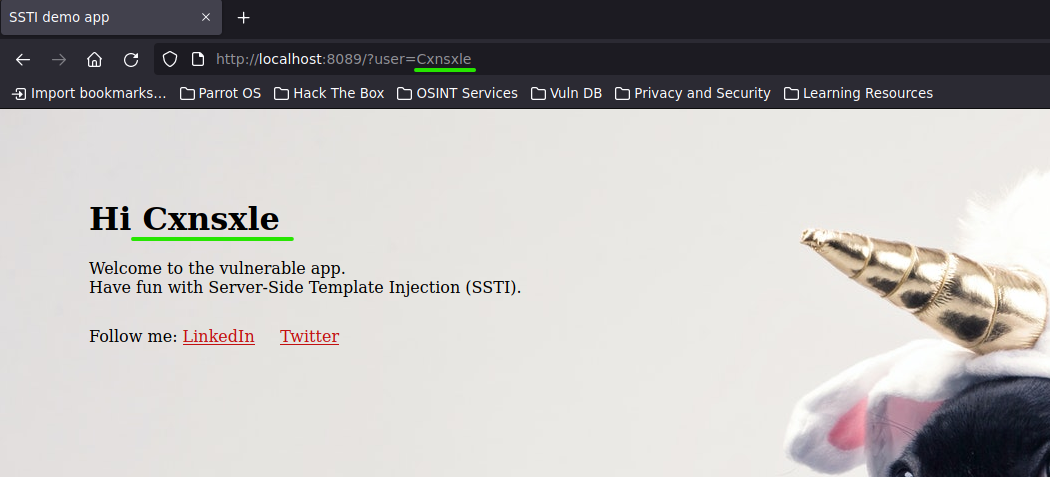 SSTI demo app
http://localhost:8089/?user=Cxnsxle
Import bookmarks... Parrot OS Hack The Box OSINT Services Vuln DB Privacy and Security Learning Resources
Hi Cxnsxle
Welcome to the vulnerable app.
Have fun with Server-Side Template Injection (SSTI).
Follow me: LinkedIn Twitter